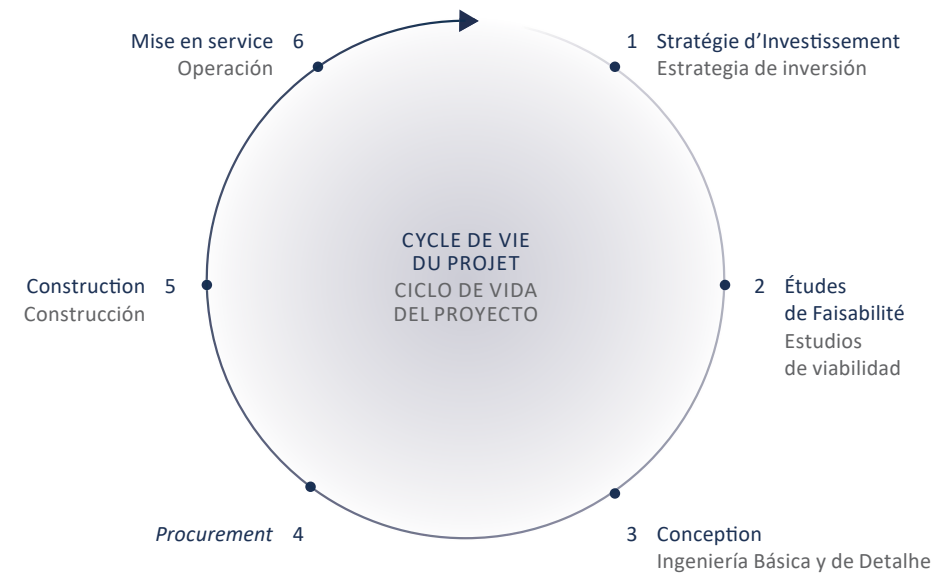 CYCLE DE VIE
DU PROJET
CICLO DE VIDA
DEL PROYECTO
1 Stratégie d’Investissement
Estrategia de inversión
2 Études
de Faisabilité
Estudios
de viabilidad
3 Conception
Ingeniería Básica y de Detalhe
Procurement 4
Construction 5
Construcción
Mise en service 6
Operación